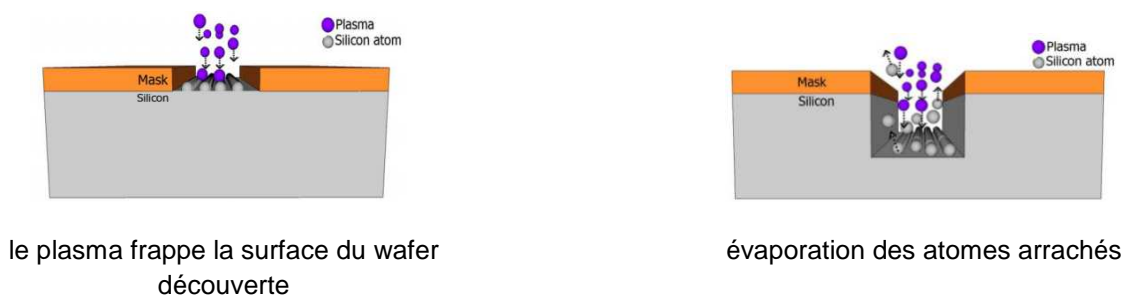 Plasma
Silicon atom
Mask
Silicon
Plasma
Silicon atom
Mask
Silicon
le plasma frappe la surface du wafer
découverte
évaporation des atomes arrachés